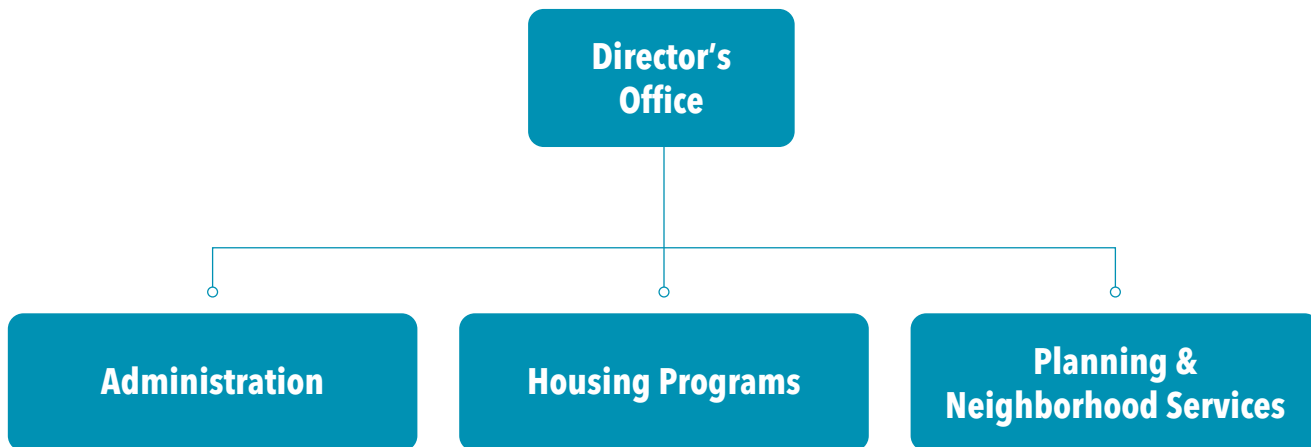 Director’s
Office
Administration
Housing Programs
Planning &
Neighborhood Services